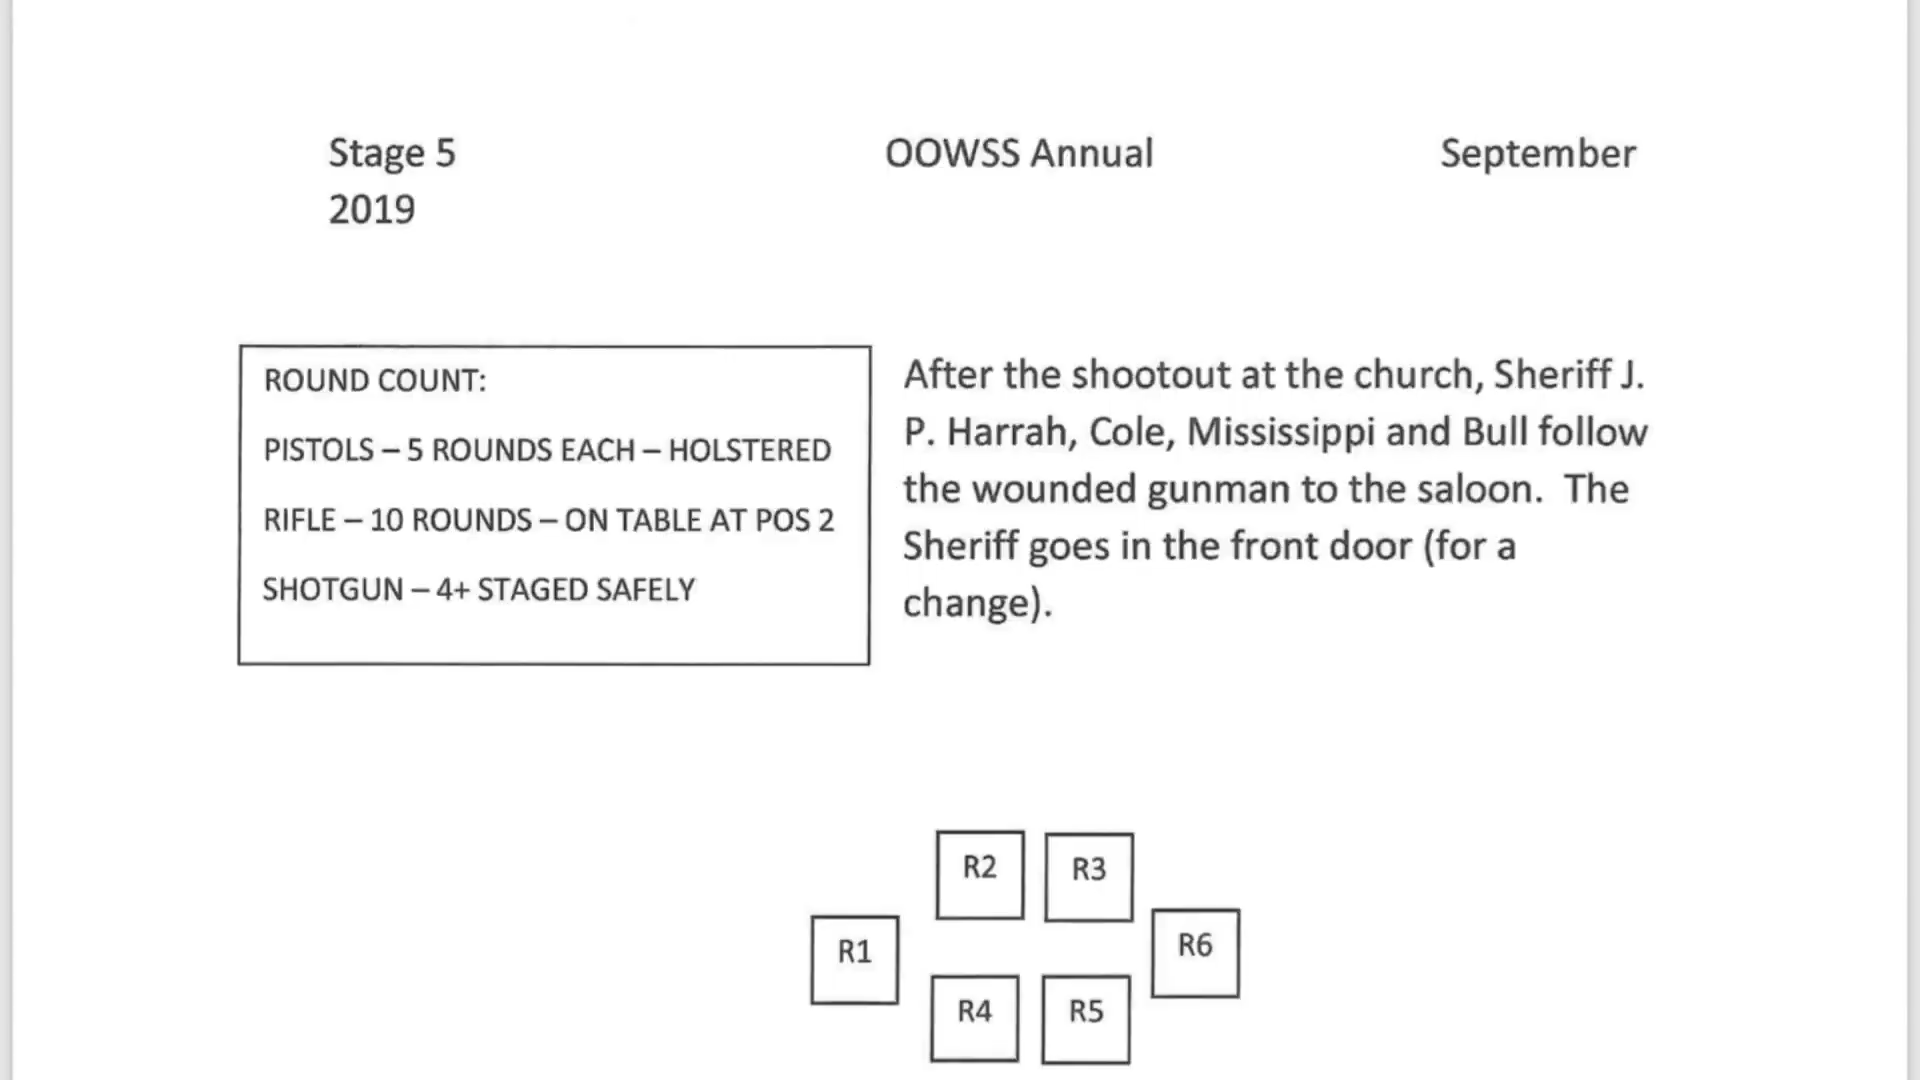 Stage 5 OOWSS Annual September
2019
ROUND COUNT:
PISTOLS – 5 ROUNDS EACH – HOLSTERED
RIFLE – 10 ROUNDS – ON TABLE AT POS 2
SHOTGUN – 4+ STAGED SAFELY
After the shootout at the church, Sheriff J.
P. Harrah, Cole, Mississippi and Bull follow
the wounded gunman to the saloon. The
Sheriff goes in the front door (for a
change).
R2 R3
R1 R6
R4 R5